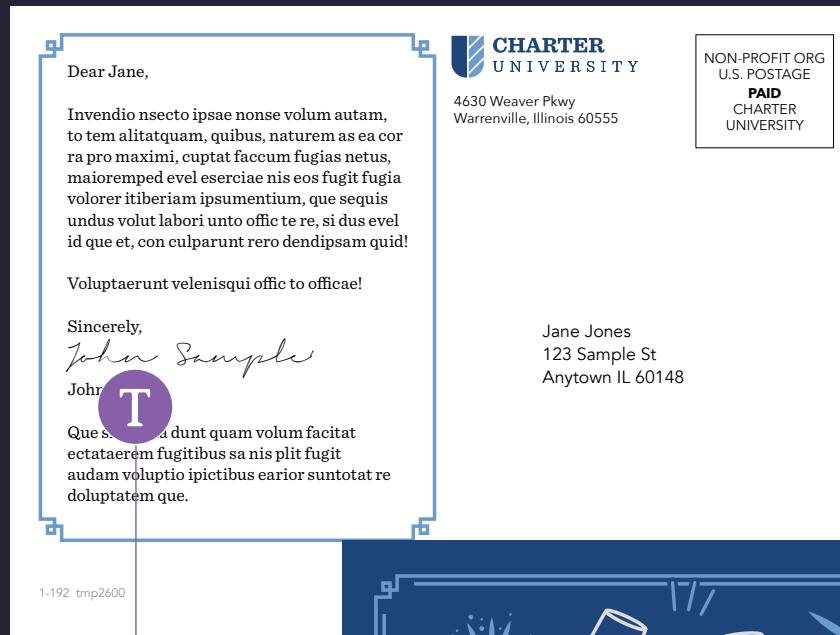 Dear Jane,
Invendio nsecto ipsae nonse volum autam,
to tem alitatquam, quibus, naturem as ea cor
ra pro maximi, cuptat faccum fugias netus,
maioremped evel eserciae nis eos fugit fugia
volorer itiberiam ipsumentium, que sequis
undus volut labori unto offic te re, si dus evel
id que et, con culparunt rero dendipsam quid!
Voluptaerunt velenisqui offic to officae!
Sincerely,
John Sample
John
T
Que dunt quam volum facitat
ectataerem fugitibus sa nis plit fugit
audam voluptio ipictibus earior suntotat re
doluptatem que.
1-192 tmp2600
CHARTER
UNIVERSITY
4630 Weaver Pkwy
Warrenville, Illinois 60555
NON-PROFIT ORG
U.S. POSTAGE
PAID
CHARTER
UNIVERSITY
Jane Jones
123 Sample St
Anytown IL 60148